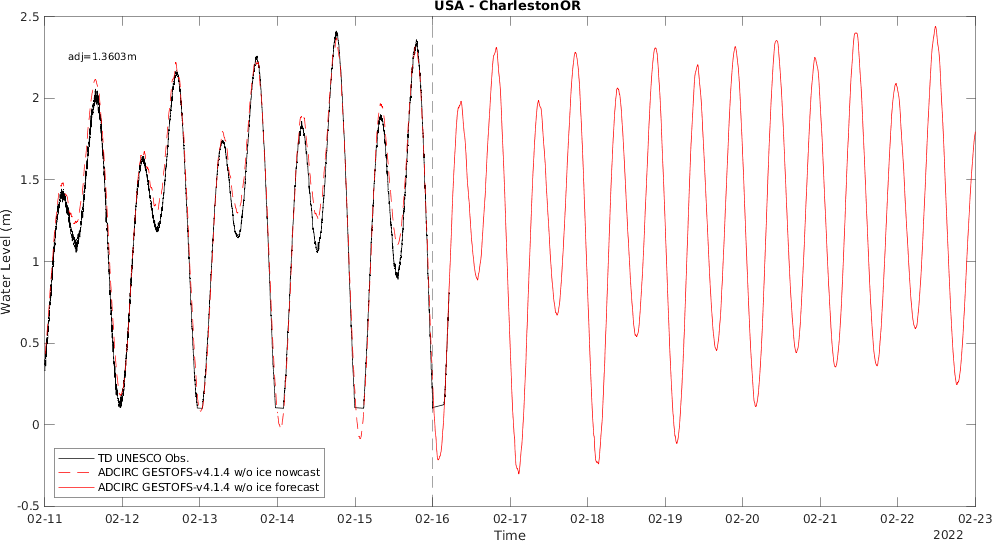 USA - CharlestonOR
2.5
adj=1.3603m
2
1.5
1
0.5
0
-0.5
Water Level (m)
TD UNESCO Obs.
ADCIRC GESTOFS-v4.1.4 w/o ice nowcast
ADCIRC GESTOFS-v4.1.4 w/o ice forecast
02-11 02-12 02-13 02-14 02-15 02-16 02-17 02-18 02-19 02-20 02-21 02-22 02-23
Time
2022